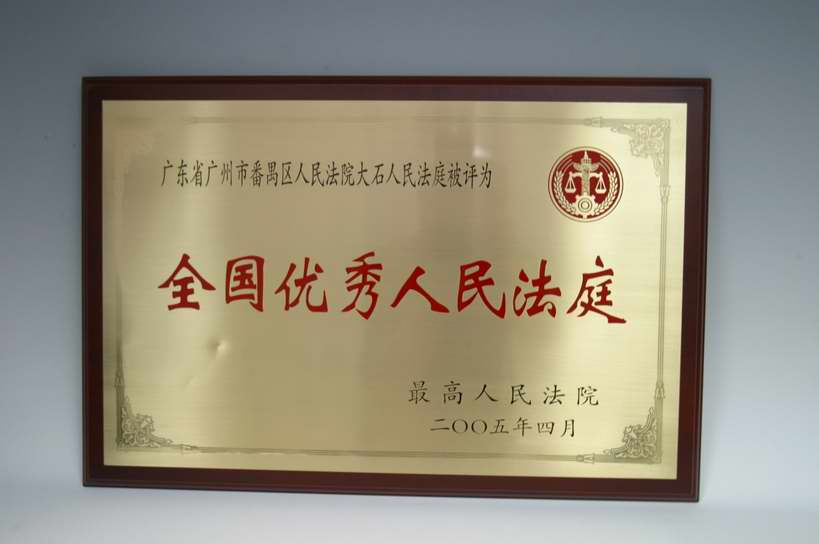 广东省广州市番禺区人民法院大石人民法庭被评为
全国优秀人民法庭
最高人民法院
二〇〇五年四月